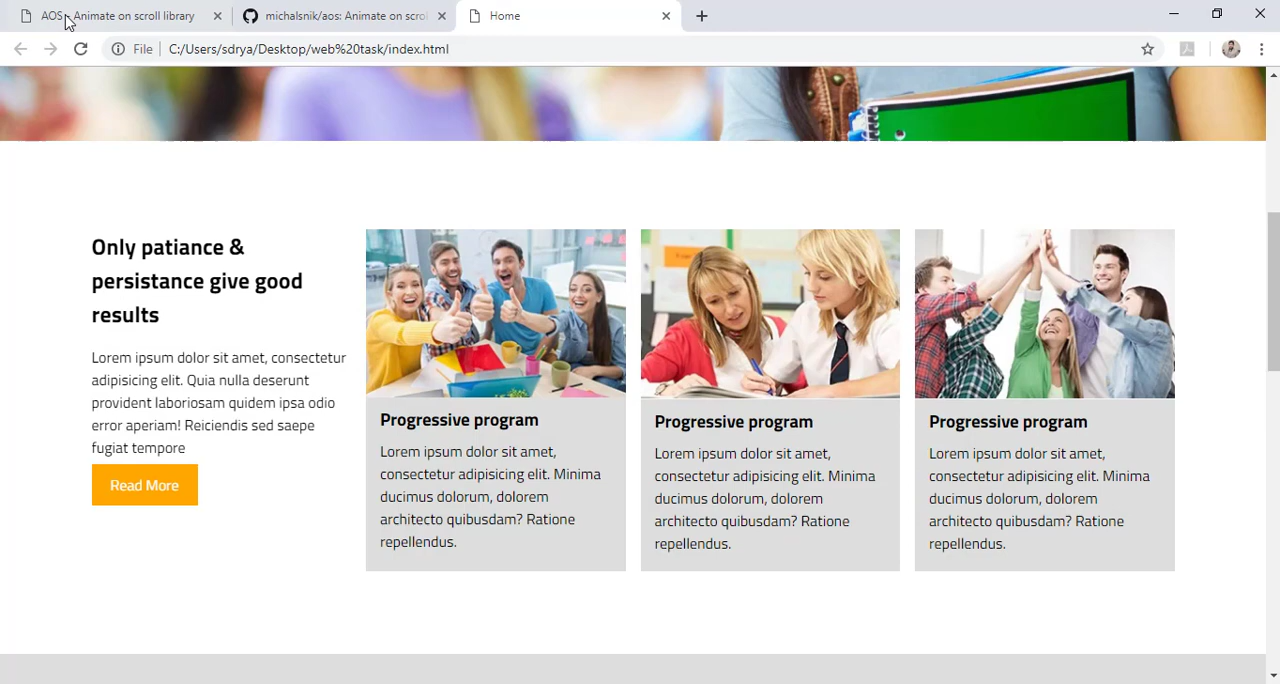 AOS - Animate on scroll library
michalsnik/aos: Animate on scrol
Home
File
C:/Users/sdrya/Desktop/web%20task/index.html
Only patiance &
persistance give good
results
Lorem ipsum dolor sit amet, consectetur
adipisicing elit. Quia nulla deserunt
provident laboriosam quidem ipsa odio
error aperiam! Reiciendis sed saepe
fugiat tempore
Read More
Progressive program
Lorem ipsum dolor sit amet,
consectetur adipisicing elit. Minima
ducimus dolorum, dolorem
architecto quibusdam? Ratione
repellendus.
Progressive program
Lorem ipsum dolor sit amet,
consectetur adipisicing elit. Minima
ducimus dolorum, dolorem
architecto quibusdam? Ratione
repellendus.
Progressive program
Lorem ipsum dolor sit amet,
consectetur adipisicing elit. Minima
ducimus dolorum, dolorem
architecto quibusdam? Ratione
repellendus.